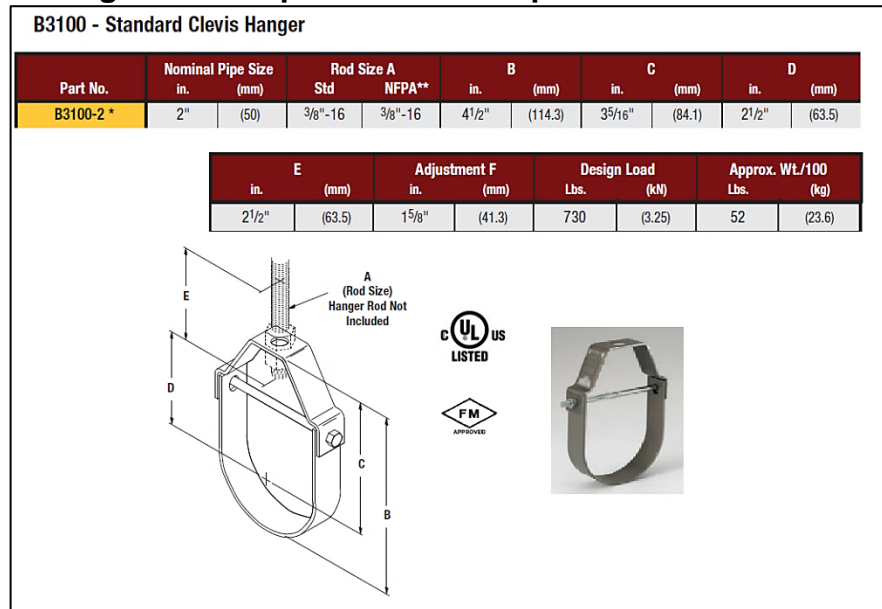 B3100 - Standard Clevis Hanger
Part No. Nominal Pipe Size Rod Size A B C D
in. (mm) Std NFPA** in. (mm) in. (mm) in. (mm)
B3100-2 * 2" (50) 3/8"-16 3/8"-16 41/2" (114.3) 35/16" (84.1) 21/2" (63.5)
E Adjustment F Design Load Approx. Wt./100
in. (mm) in. (mm) Lbs. (kN) Lbs. (kg)
21/2" (63.5) 15/8" (41.3) 730 (3.25) 52 (23.6)
A
(Rod Size)
Hanger Rod Not
Included
E
D
C
B
C UL US
LISTED
FM
APPROVED